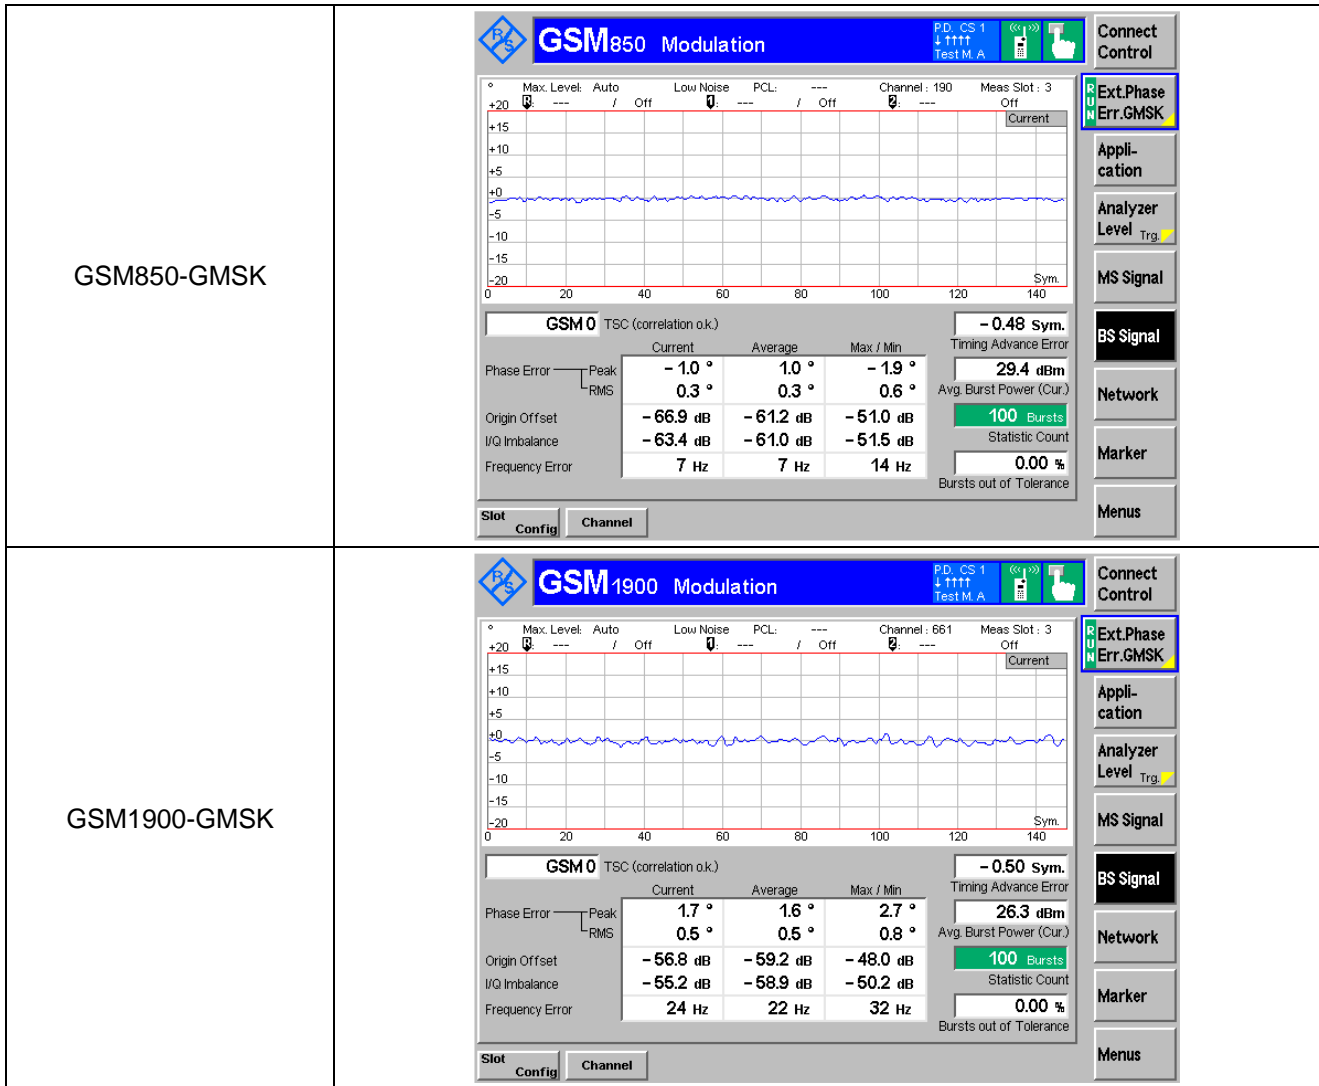 GSM850-GMSK
R&S
GSM850 Modulation
P.D. CS 1
↓ ↑↑↑↑
Test M. A
Connect
Control
° Max. Level: Auto Low Noise PCL: --- Channel : 190 Meas Slot : 3
R: --- / Off 1: --- / Off 2: --- Off
Current
+20
+15
+10
+5
+0
-5
-10
-15
-20
Sym.
0 20 40 60 80 100 120 140
GSM 0 TSC (correlation o.k.)
Current Average Max / Min
Phase Error Peak - 1.0 ° 1.0 ° - 1.9 °
RMS 0.3 ° 0.3 ° 0.6 °
Origin Offset - 66.9 dB - 61.2 dB - 51.0 dB
I/Q Imbalance - 63.4 dB - 61.0 dB - 51.5 dB
Frequency Error 7 Hz 7 Hz 14 Hz
- 0.48 Sym.
Timing Advance Error
29.4 dBm
Avg. Burst Power (Cur.)
100 Bursts
Statistic Count
0.00 %
Bursts out of Tolerance
RUN
Ext.Phase
Err.GMSK
Appli-
cation
Analyzer
Level Trg.
MS Signal
BS Signal
Network
Marker
Menus
Slot
Config
Channel
GSM1900-GMSK
R&S
GSM1900 Modulation
P.D. CS 1
↓ ↑↑↑↑
Test M. A
Connect
Control
° Max. Level: Auto Low Noise PCL: --- Channel : 661 Meas Slot : 3
R: --- / Off 1: --- / Off 2: --- Off
Current
+20
+15
+10
+5
+0
-5
-10
-15
-20
Sym.
0 20 40 60 80 100 120 140
GSM 0 TSC (correlation o.k.)
Current Average Max / Min
Phase Error Peak 1.7 ° 1.6 ° 2.7 °
RMS 0.5 ° 0.5 ° 0.8 °
Origin Offset - 56.8 dB - 59.2 dB - 48.0 dB
I/Q Imbalance - 55.2 dB - 58.9 dB - 50.2 dB
Frequency Error 24 Hz 22 Hz 32 Hz
- 0.50 Sym.
Timing Advance Error
26.3 dBm
Avg. Burst Power (Cur.)
100 Bursts
Statistic Count
0.00 %
Bursts out of Tolerance
RUN
Ext.Phase
Err.GMSK
Appli-
cation
Analyzer
Level Trg.
MS Signal
BS Signal
Network
Marker
Menus
Slot
Config
Channel